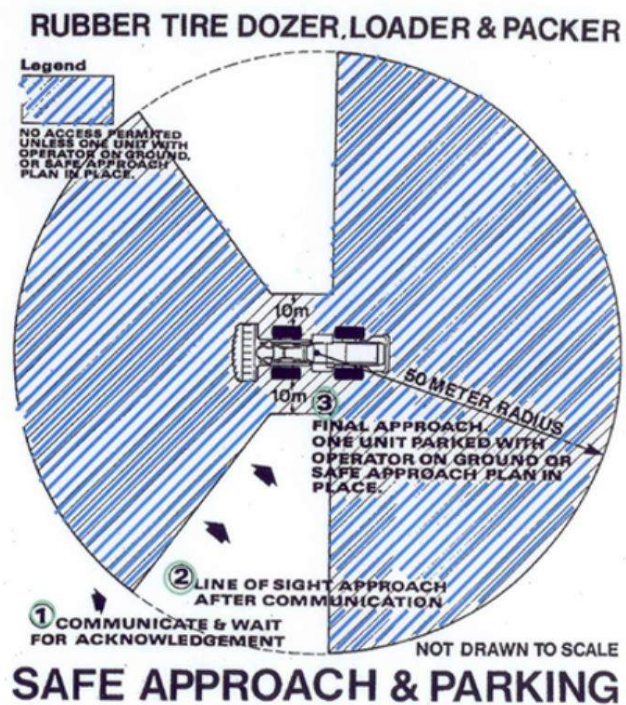 RUBBER TIRE DOZER, LOADER & PACKER
Legend
NO ACCESS PERMITTED
UNLESS ONE UNIT WITH
OPERATOR ON GROUND,
OR SAFE APPROACH
PLAN IN PLACE.
10m
10m
50 METER RADIUS
3
FINAL APPROACH.
ONE UNIT PARKED WITH
OPERATOR ON GROUND OR
SAFE APPROACH PLAN IN
PLACE.
2 LINE OF SIGHT APPROACH
AFTER COMMUNICATION
1 COMMUNICATE & WAIT
FOR ACKNOWLEDGEMENT
NOT DRAWN TO SCALE
SAFE APPROACH & PARKING